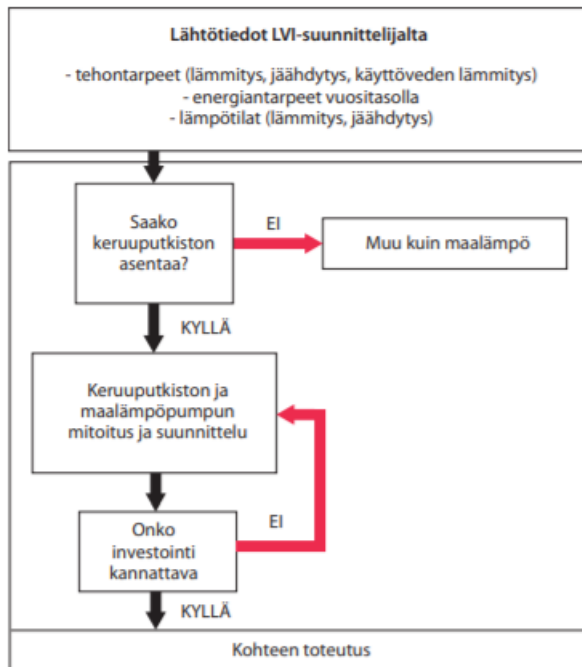 Lähtötiedot LVI-suunnittelijalta
- tehontarpeet (lämmitys, jäähdytys, käyttöveden lämmitys)
- energiantarpeet vuositasolla
- lämpötilat (lämmitys, jäähdytys)
Saako
keruuputkiston
asentaa?
EI
Muu kuin maalämpö
KYLLÄ
Keruuputkiston ja
maalämpöpumpun
mitoitus ja suunnittelu
Onko
investointi
kannattava
EI
KYLLÄ
Kohteen toteutus